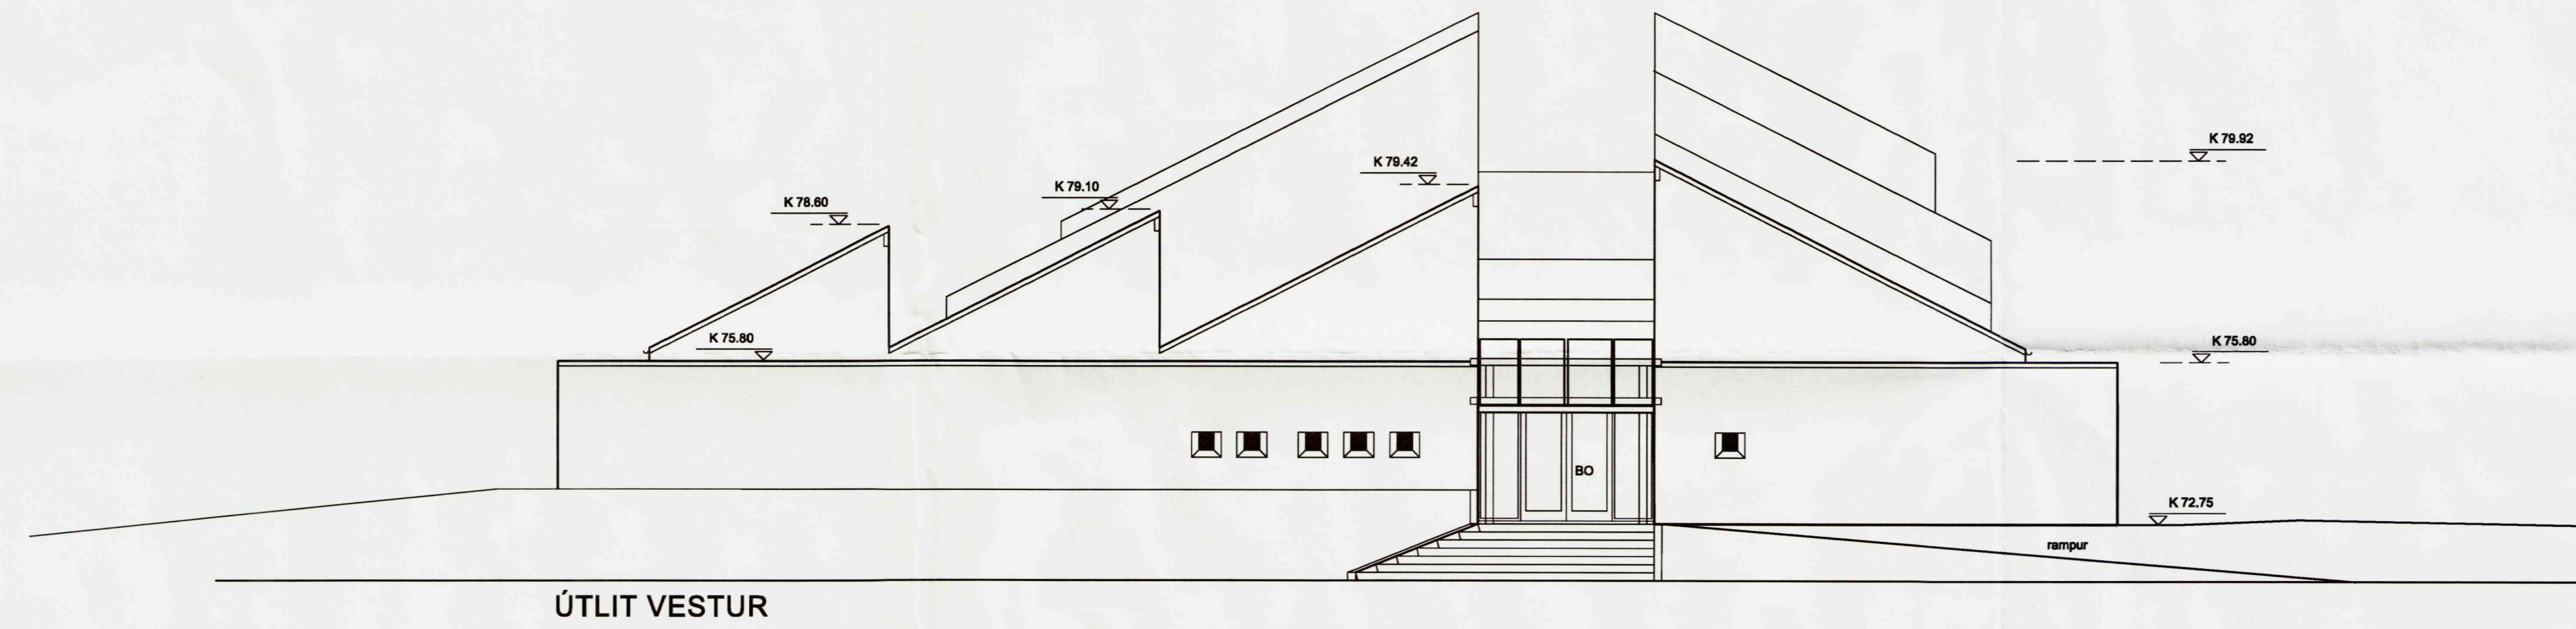 K 79.92
K 79.42
K 79.10
K 78.60
K 75.80
K 75.80
BO
K 72.75
rampur
ÚTLIT VESTUR